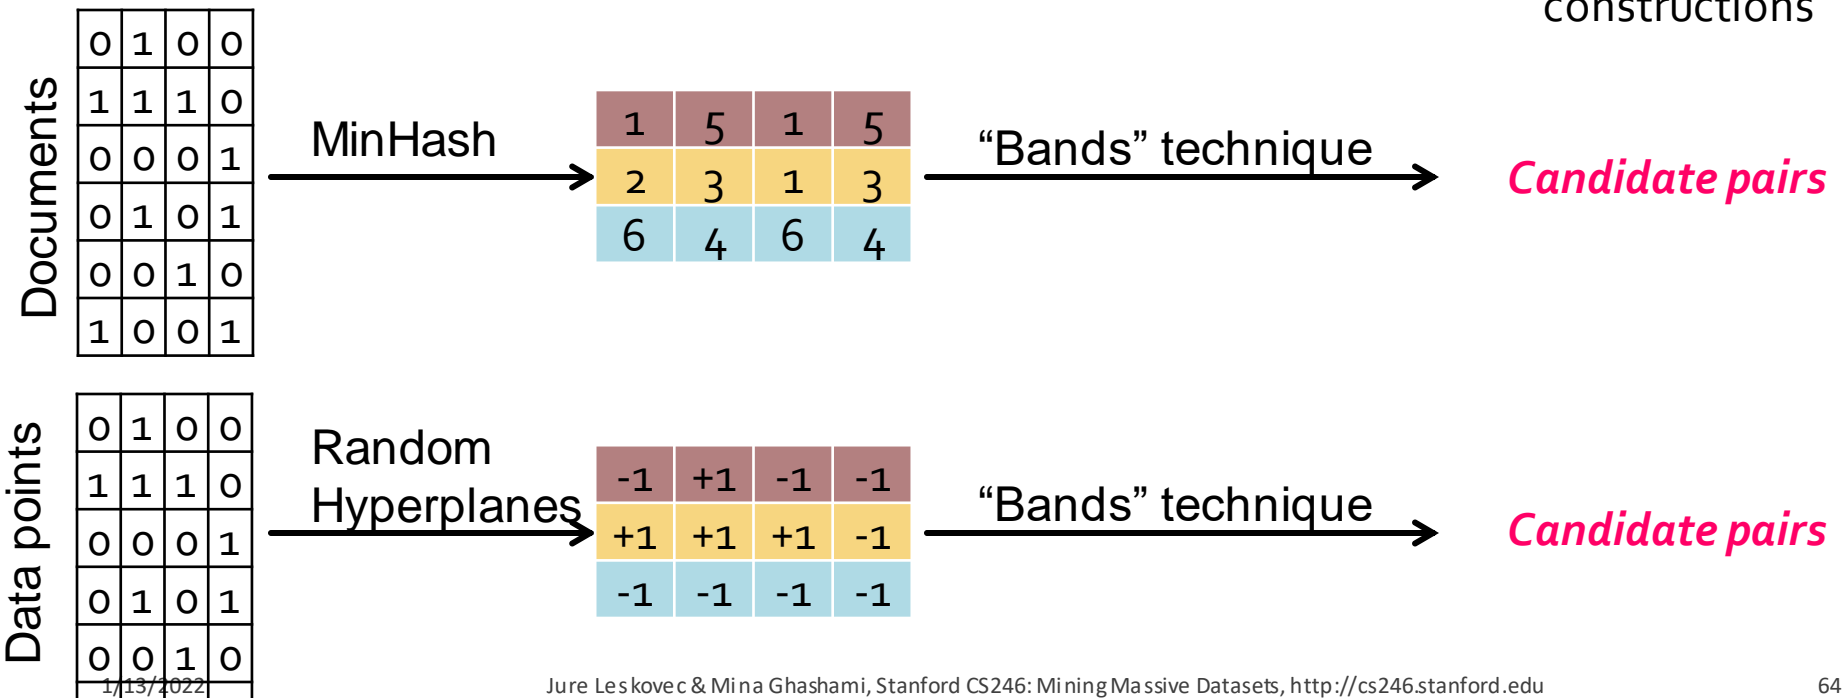 constructions
Documents
0 1 0 0
1 1 1 0
0 0 0 1
0 1 0 1
0 0 1 0
1 0 0 1
MinHash
1 5 1 5
2 3 1 3
6 4 6 4
“Bands” technique
Candidate pairs
Data points
0 1 0 0
1 1 1 0
0 0 0 1
0 1 0 1
0 0 1 0
Random
Hyperplanes
-1 +1 -1 -1
+1 +1 +1 -1
-1 -1 -1 -1
“Bands” technique
Candidate pairs
1/13/2022
Jure Leskovec & Mina Ghashami, Stanford CS246: Mining Massive Datasets, http://cs246.stanford.edu
64